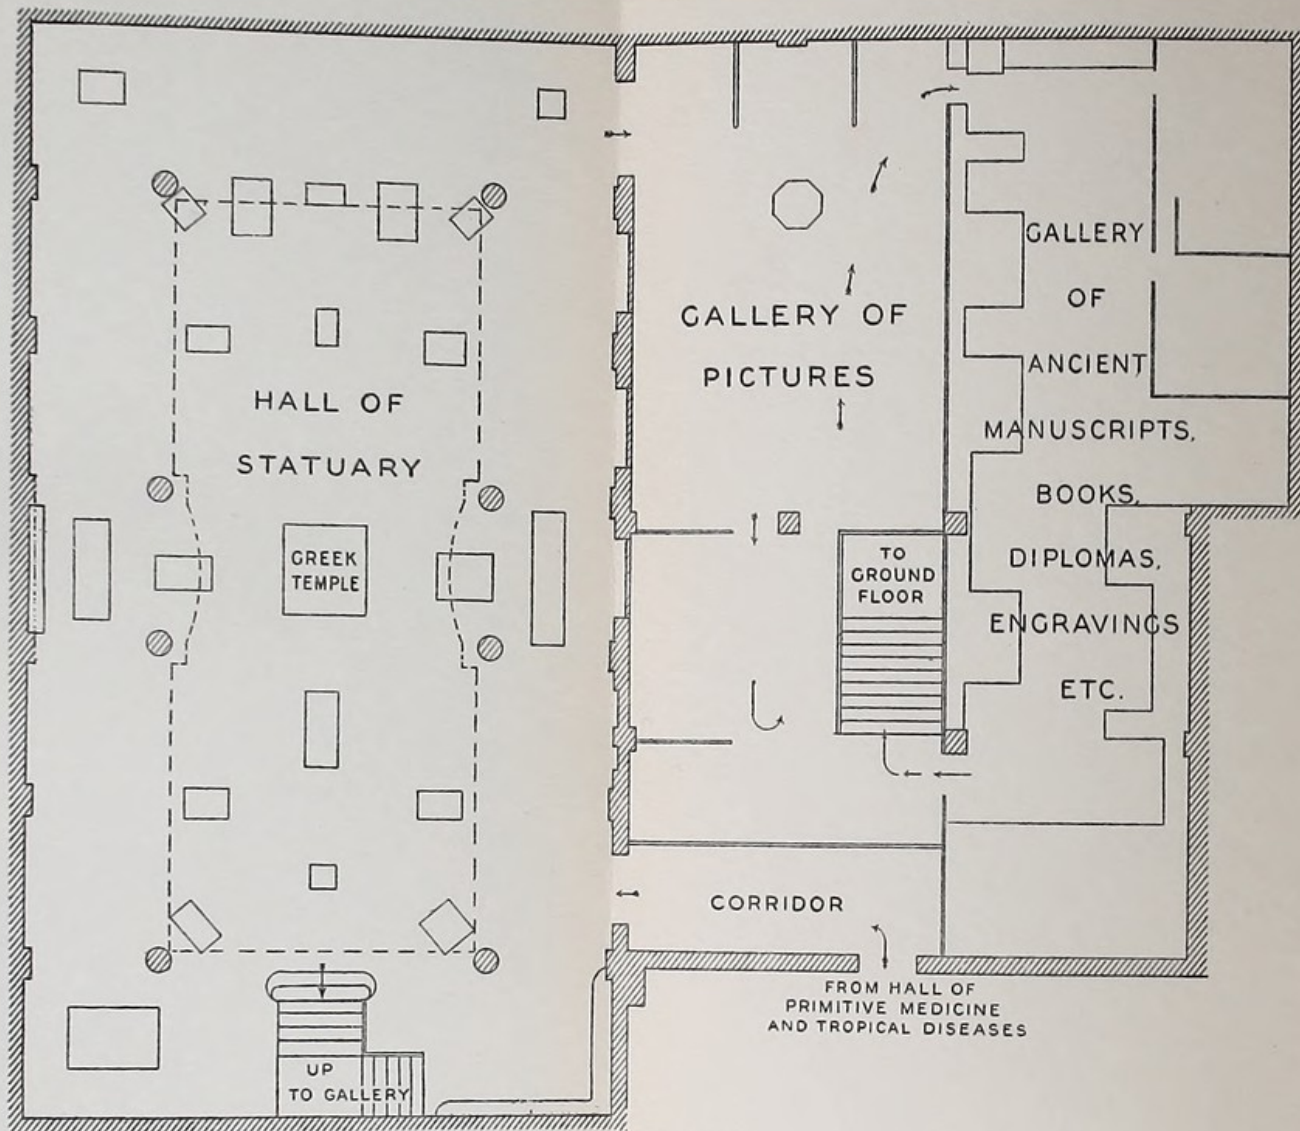 HALL OF
STATUARY
GREEK
TEMPLE
UP
TO GALLERY
GALLERY OF
PICTURES
TO
GROUND
FLOOR
CORRIDOR
FROM HALL OF
PRIMITIVE MEDICINE
AND TROPICAL DISEASES
GALLERY
OF
ANCIENT
MANUSCRIPTS,
BOOKS,
DIPLOMAS,
ENGRAVINGS
ETC.